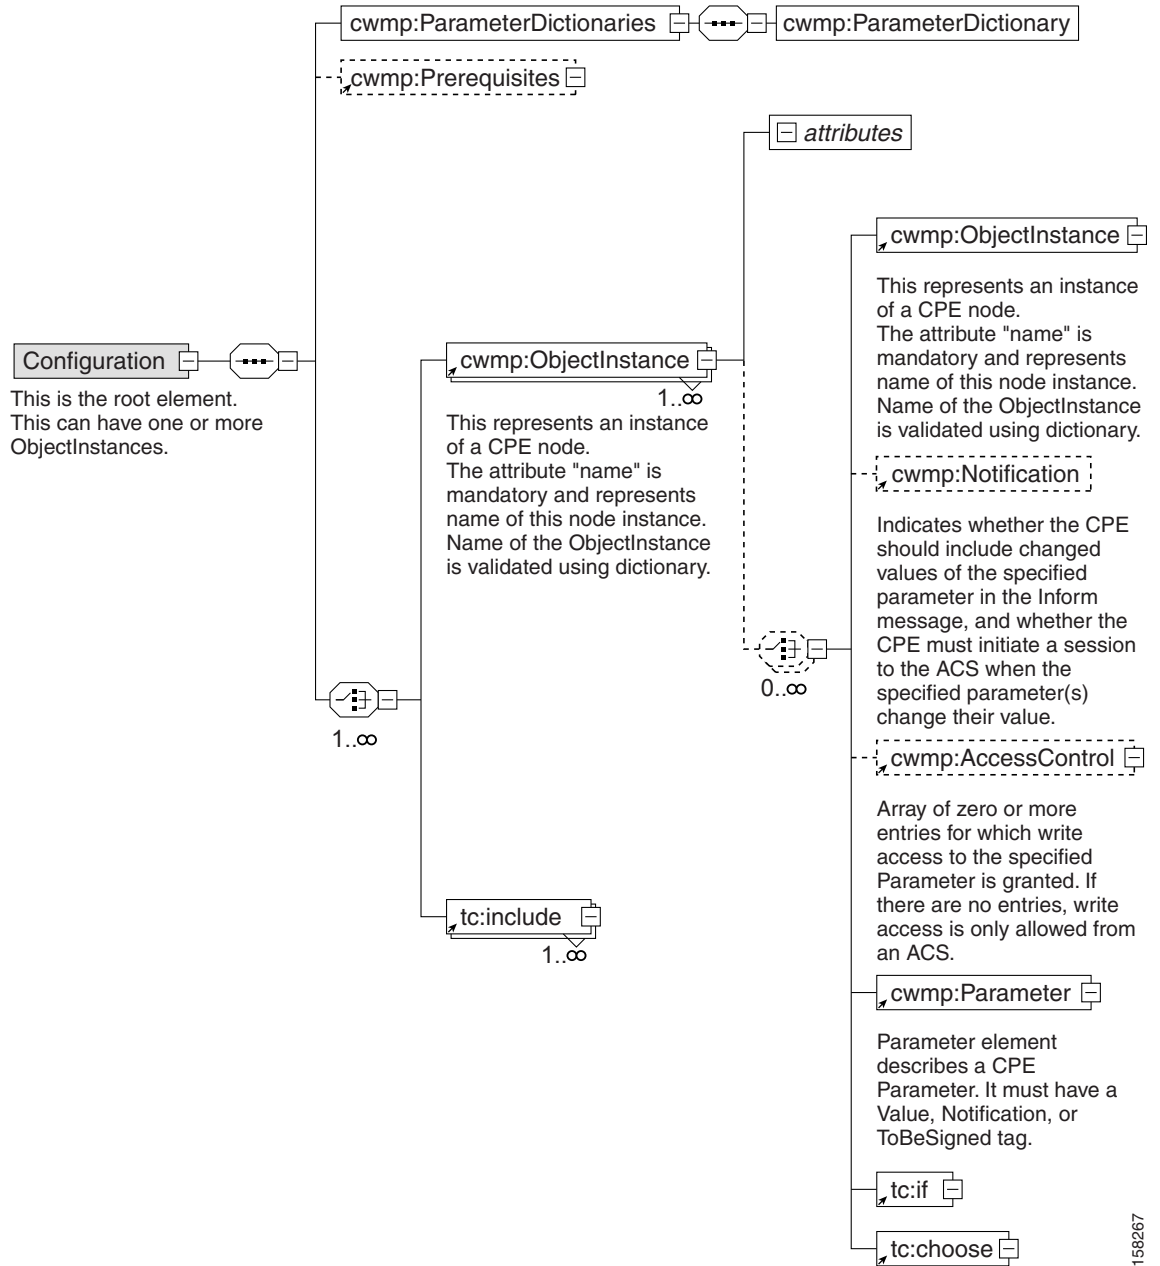 cwmp:ParameterDictionaries
cwmp:ParameterDictionary
cwmp:Prerequisites
attributes
Configuration
This is the root element.
This can have one or more
ObjectInstances.
cwmp:ObjectInstance
1..∞
This represents an instance
of a CPE node.
The attribute "name" is
mandatory and represents
name of this node instance.
Name of the ObjectInstance
is validated using dictionary.
1..∞
tc:include
1..∞
0..∞
cwmp:ObjectInstance
This represents an instance
of a CPE node.
The attribute "name" is
mandatory and represents
name of this node instance.
Name of the ObjectInstance
is validated using dictionary.
cwmp:Notification
Indicates whether the CPE
should include changed
values of the specified
parameter in the Inform
message, and whether the
CPE must initiate a session
to the ACS when the
specified parameter(s)
change their value.
cwmp:AccessControl
Array of zero or more
entries for which write
access to the specified
Parameter is granted. If
there are no entries, write
access is only allowed from
an ACS.
cwmp:Parameter
Parameter element
describes a CPE
Parameter. It must have a
Value, Notification, or
ToBeSigned tag.
tc:if
tc:choose
158267